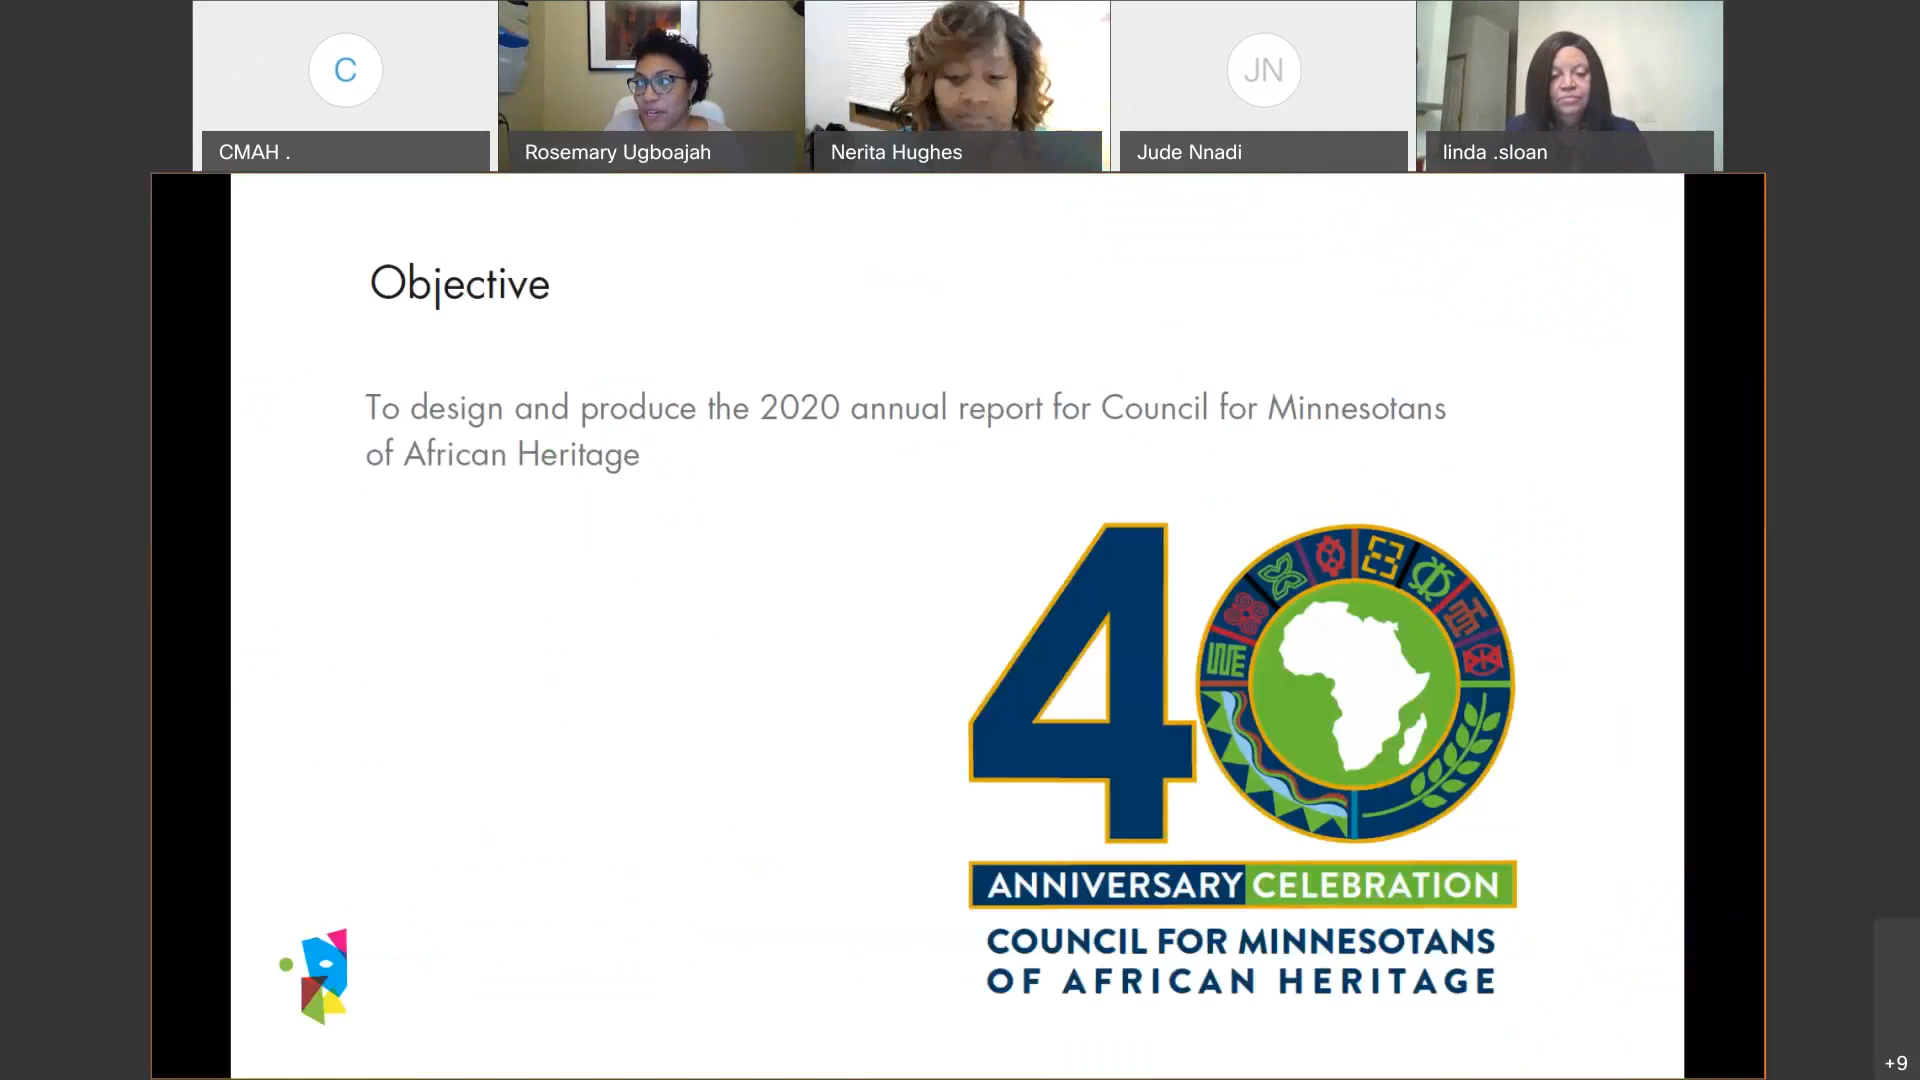 C
JN
CMAH .
Rosemary Ugboajah
Nerita Hughes
Jude Nnadi
linda .sloan
Objective
To design and produce the 2020 annual report for Council for Minnesotans
of African Heritage
40
ANNIVERSARY CELEBRATION
COUNCIL FOR MINNESOTANS
OF AFRICAN HERITAGE
+9